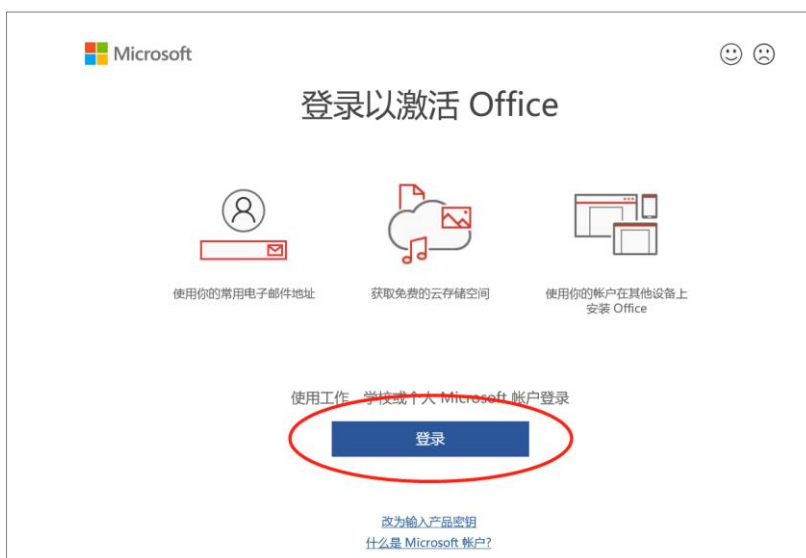 Microsoft
登录以激活 Office
使用你的常用电子邮件地址
获取免费的云存储空间
使用你的帐户在其他设备上
安装 Office
使用工作、学校或个人 Microsoft 帐户登录
登录
改为输入产品密钥
什么是 Microsoft 帐户?